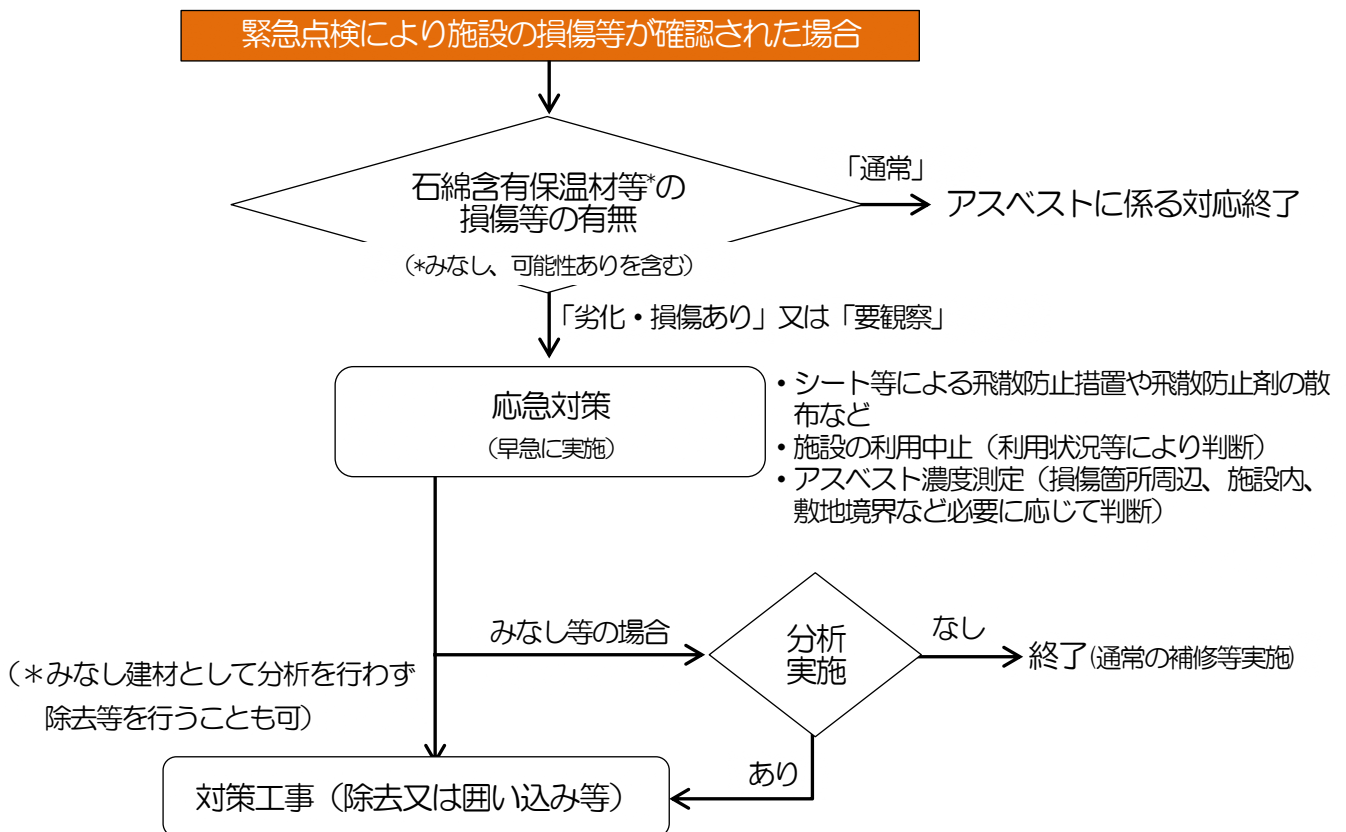 緊急点検により施設の損傷等が確認された場合
石綿含有保温材等*の
損傷等の有無
(*みなし、可能性ありを含む)
「通常」
アスベストに係る対応終了
「劣化・損傷あり」又は「要観察」
応急対策
(早急に実施)
・シート等による飛散防止措置や飛散防止剤の散
布など
・施設の利用中止（利用状況等により判断）
・アスベスト濃度測定（損傷箇所周辺、施設内、
敷地境界など必要に応じて判断）
みなし等の場合
分析
実施
なし
終了(通常の補修等実施)
（＊みなし建材として分析を行わず
除去等を行うことも可）
あり
対策工事（除去又は囲い込み等）